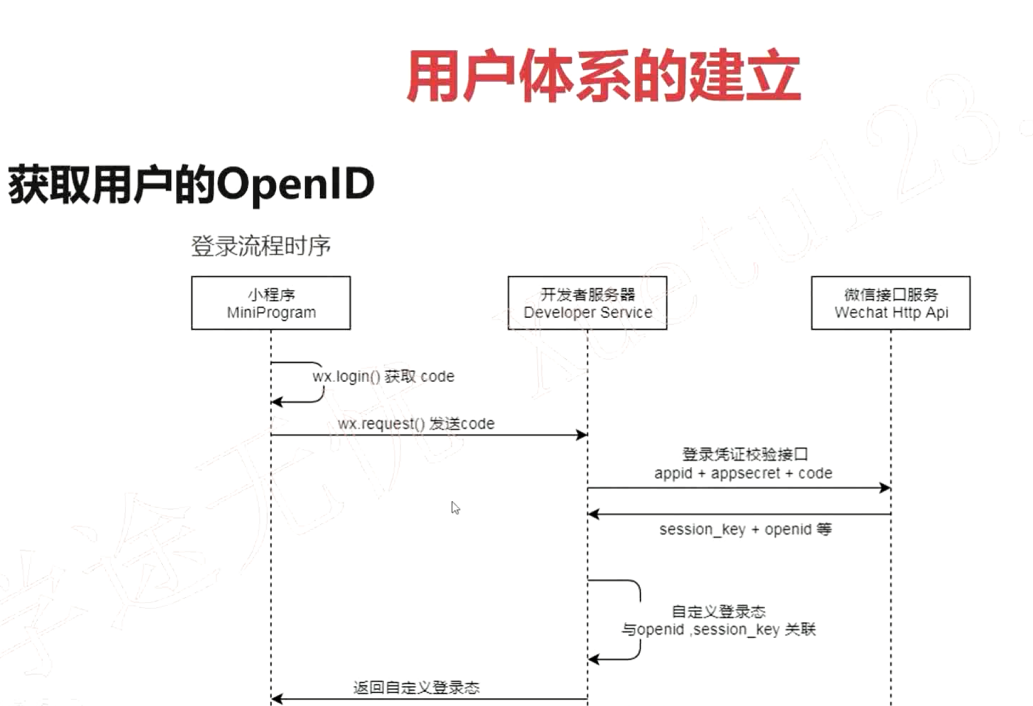 用户体系的建立
获取用户的OpenID
登录流程时序
小程序
MiniProgram
开发者服务器
Developer Service
微信接口服务
Wechat Http Api
wx.login() 获取 code
wx.request() 发送code
登录凭证校验接口
appid + appsecret + code
session_key + openid 等
自定义登录态
与openid ,session_key 关联
返回自定义登录态
学途无忧 xuetu123.